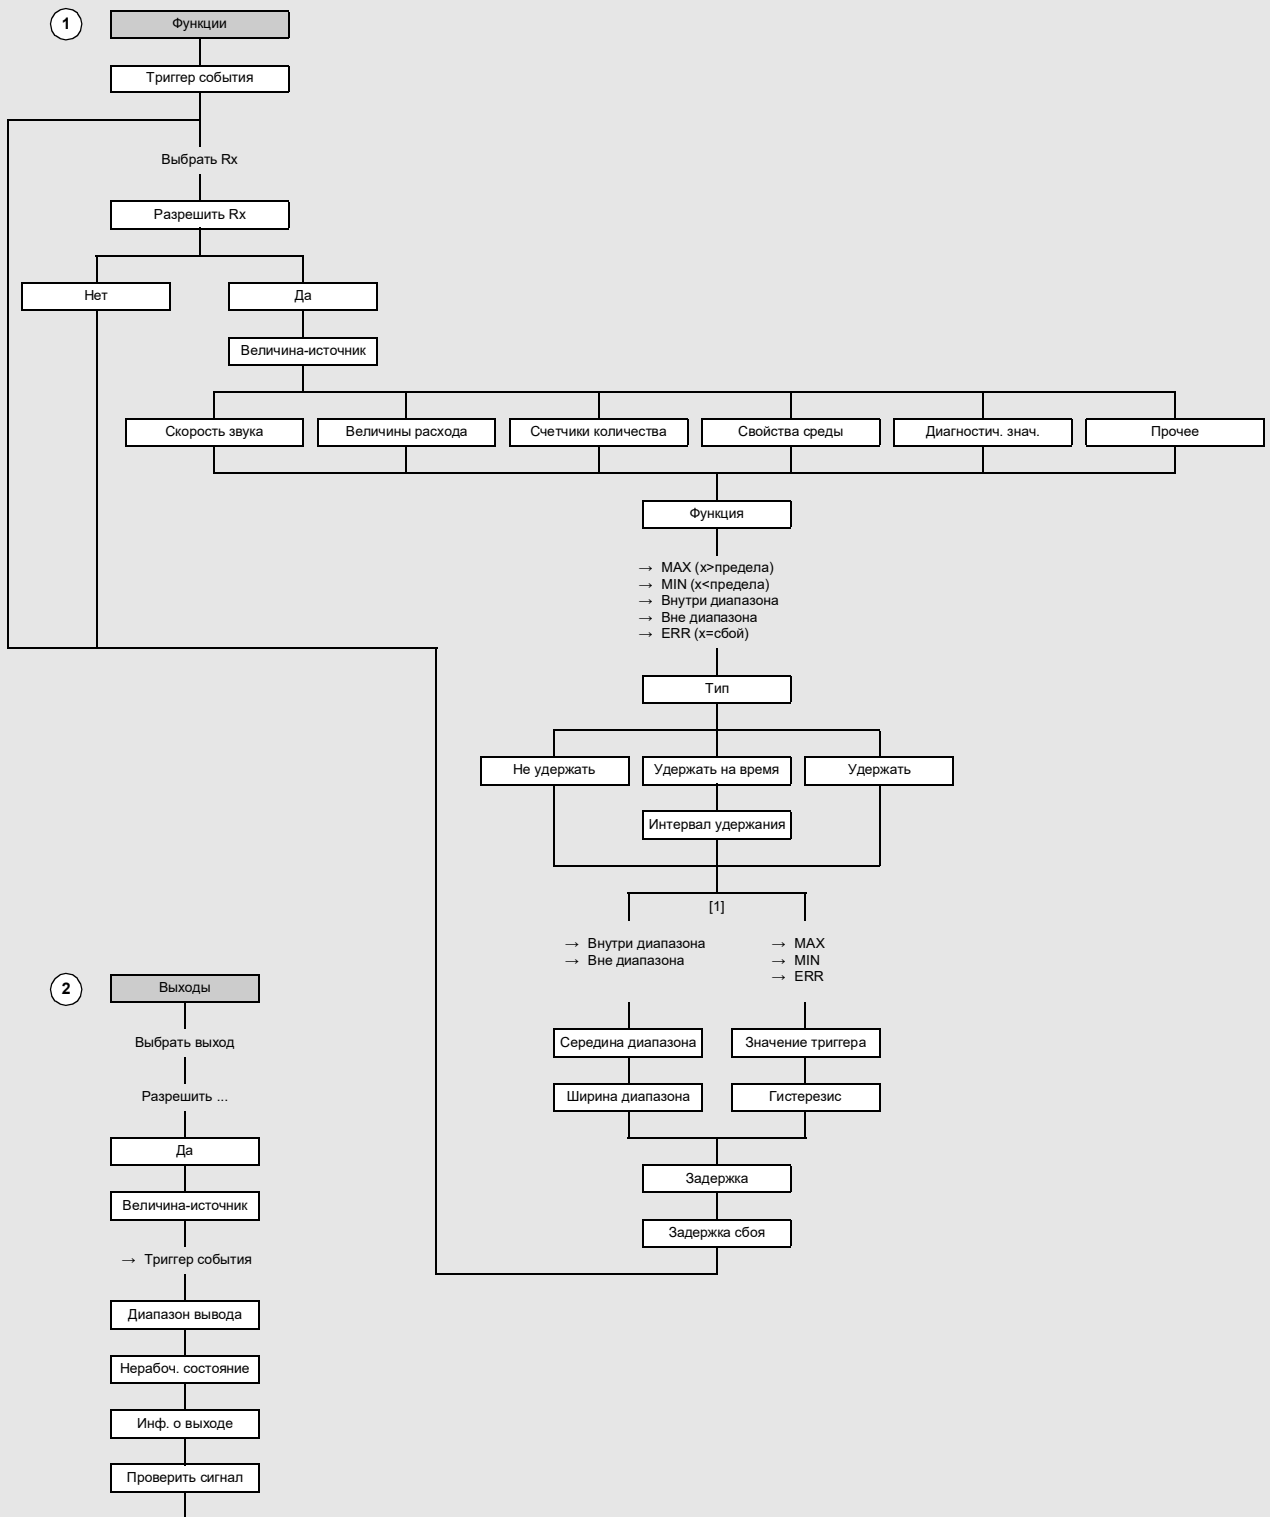 1
Функции
Триггер события
Выбрать Rx
Разрешить Rx
Нет
Да
Величина-источник
Скорость звука
Величины расхода
Счетчики количества
Свойства среды
Диагностич. знач.
Прочее
Функция
→ MAX (x>предела)
→ MIN (x<предела)
→ Внутри диапазона
→ Вне диапазона
→ ERR (x=сбой)
Тип
Не удержать
Удержать на время
Удержать
Интервал удержания
[1]
→ Внутри диапазона
→ Вне диапазона
→ MAX
→ MIN
→ ERR
Середина диапазона
Значение триггера
Ширина диапазона
Гистерезис
Задержка
Задержка сбоя
2
Выходы
Выбрать выход
Разрешить ...
Да
Величина-источник
→ Триггер события
Диапазон вывода
Нерабоч. состояние
Инф. о выходе
Проверить сигнал